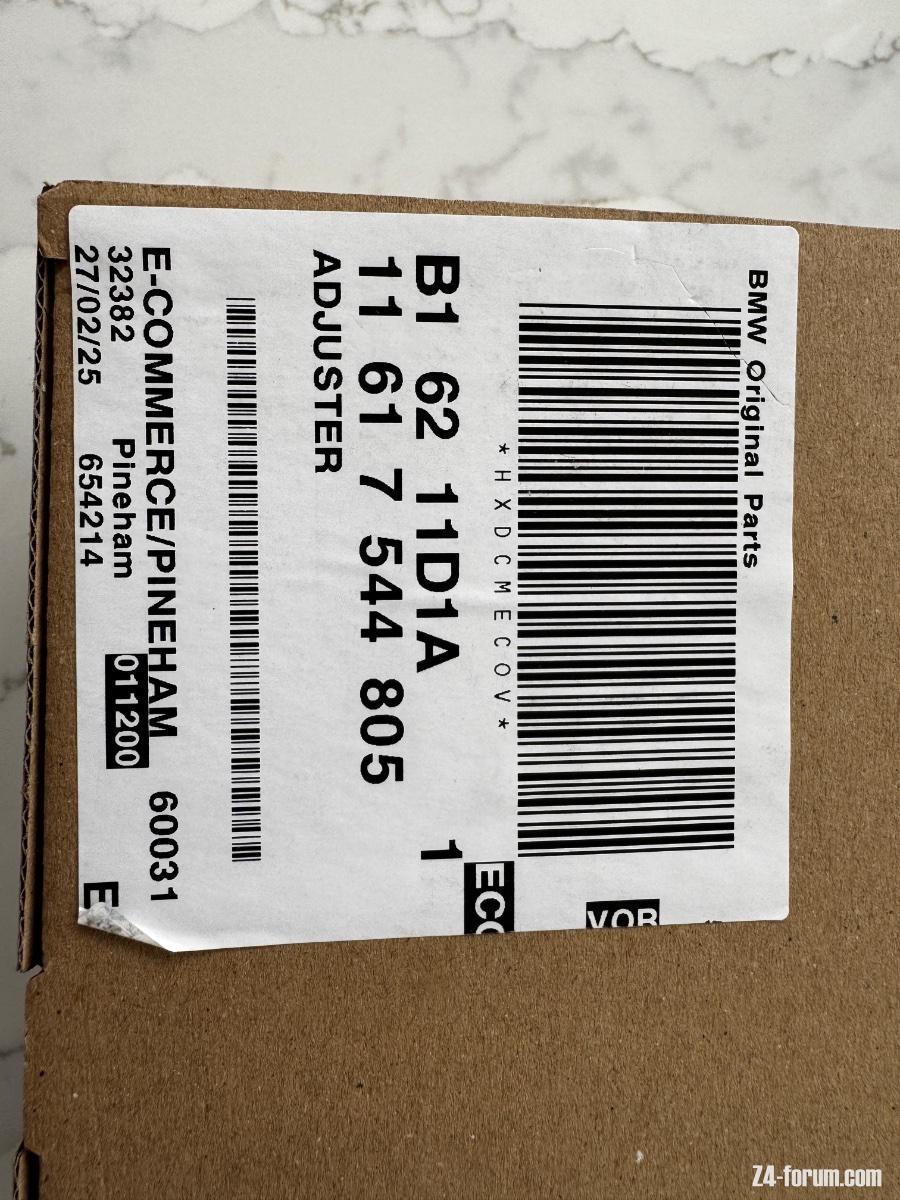 BMW Original Parts
VOR
*HXDCMECOV*
ECO
B1 62 11D1A 1
11 61 7 544 805
ADJUSTER
E-COMMERCE/PINEHAM 60031
32382 Pineham 011200
27/02/25 654214 E
Z4-forum.com